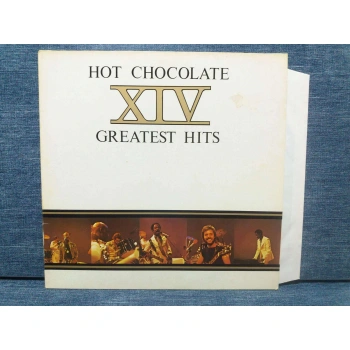 HOT CHOCOLATE
XIV
GREATEST HITS